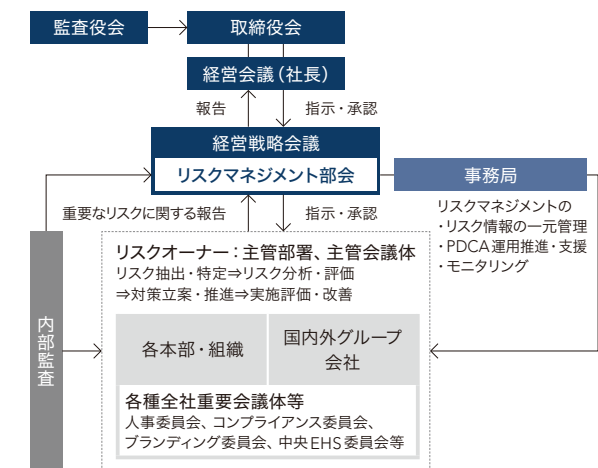 監査役会
取締役会
経営会議（社長）
報告
指示・承認
経営戦略会議
リスクマネジメント部会
事務局
重要なリスクに関する報告
指示・承認
リスクマネジメントの
・リスク情報の一元管理
・PDCA運用推進・支援
・モニタリング
リスクオーナー：主管部署、主管会議体
リスク抽出・特定⇒リスク分析・評価
⇒対策立案・推進⇒実施評価・改善
内部監査
各本部・組織
国内外グループ
会社
各種全社重要会議体等
人事委員会、コンプライアンス委員会、
ブランディング委員会、中央EHS委員会等